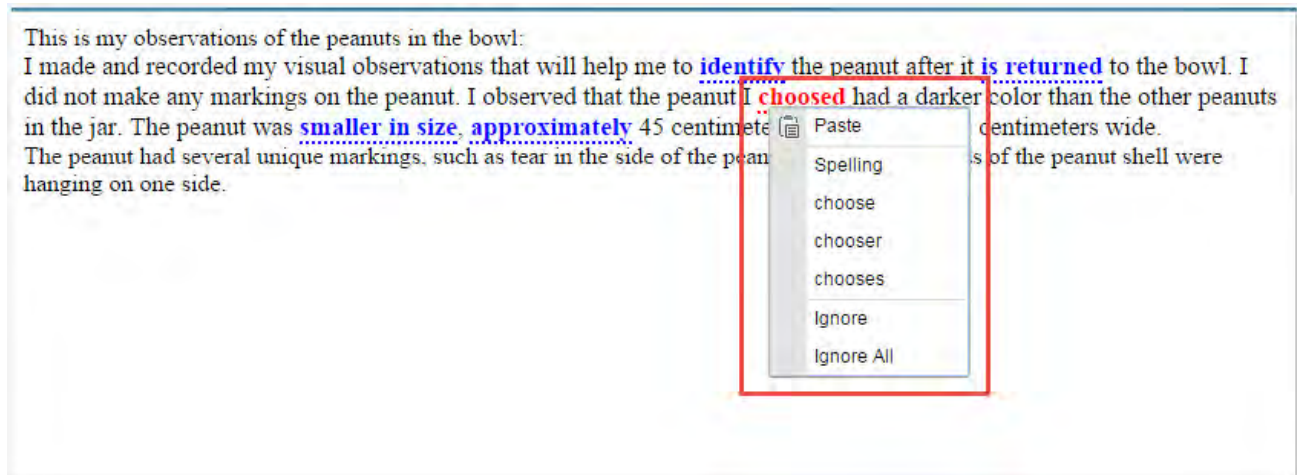 This is my observations of the peanuts in the bowl:
I made and recorded my visual observations that will help me to identify the peanut after it is returned to the bowl. I
did not make any markings on the peanut. I observed that the peanut I choosed had a darker color than the other peanuts
in the jar. The peanut was smaller in size, approximately 45 centimete centimeters wide.
The peanut had several unique markings, such as tear in the side of the pean of the peanut shell were
hanging on one side.
Paste
Spelling
choose
chooser
chooses
Ignore
Ignore All